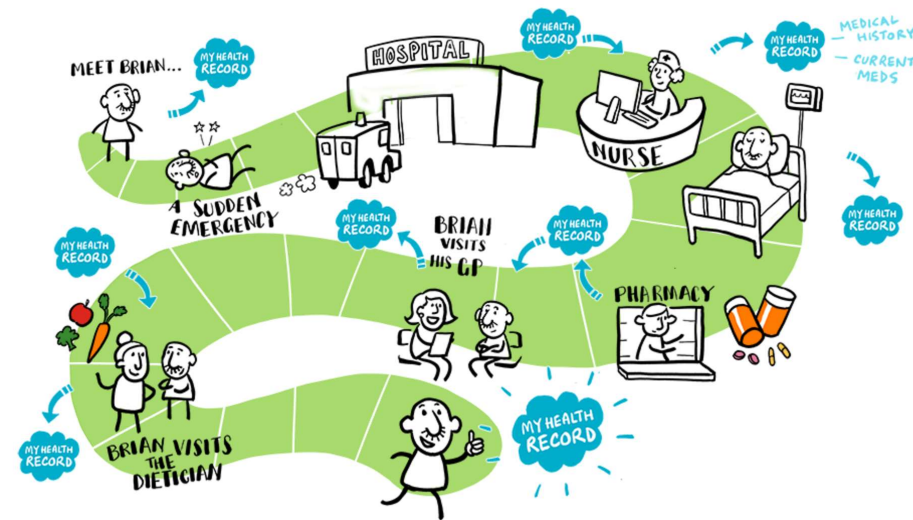 MEET BRIAN...
MY HEALTH
RECORD
A SUDDEN
EMERGENCY
HOSPITAL
MY HEALTH
RECORD
NURSE
MY HEALTH
RECORD
MEDICAL
HISTORY
CURRENT
MEDS
MY HEALTH
RECORD
PHARMACY
MY HEALTH
RECORD
BRIAN
VISITS
HIS GP
MY HEALTH
RECORD
MY HEALTH
RECORD
BRIAN VISITS
THE
DIETICIAN
MY HEALTH
RECORD
MY HEALTH
RECORD